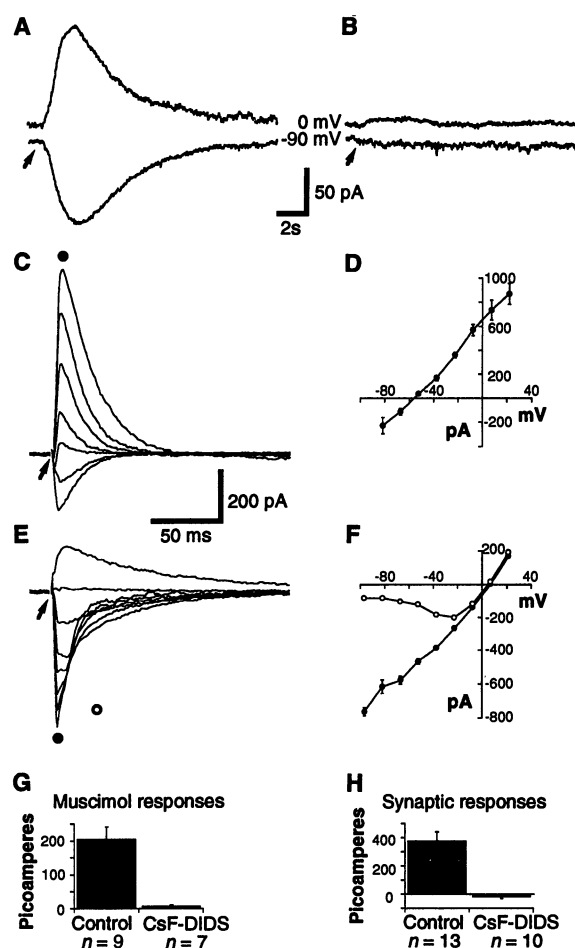 A
B
0 mV
-90 mV
50 pA
2s
C
D
1000
600
200
-80 -40 40
mV
pA
-200
200 pA
50 ms
E
F
200
-80 -40 40
mV
-200
-400
-600
pA
-800
G
H
Muscimol responses
Synaptic responses
Picoamperes
200
100
0
Control CsF-DIDS
n = 9 n = 7
Picoamperes
400
200
0
Control CsF-DIDS
n = 13 n = 10